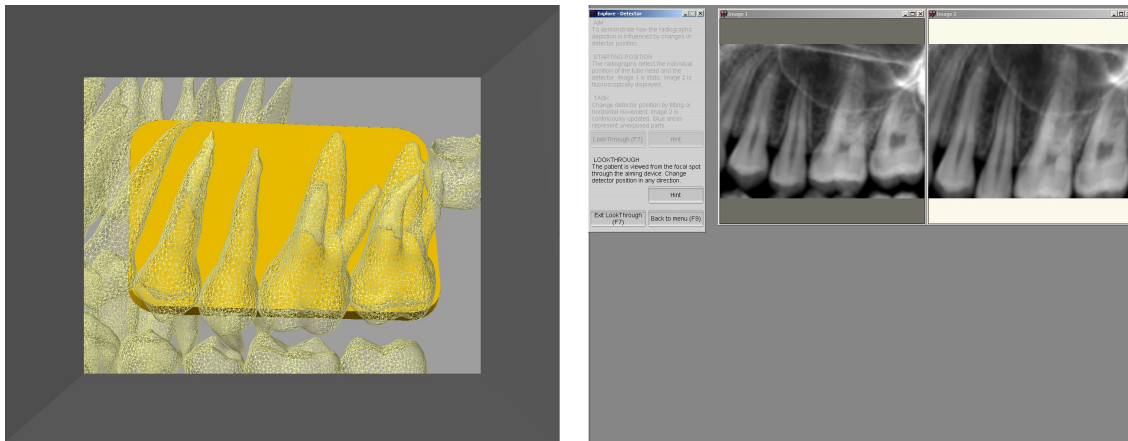 Explore - Detector
AIM
To demonstrate how the radiographic
depiction is influenced by changes in
detector position.
STARTING POSITION
The radiographs reflect the individual
position of the tube head and the
detector. Image 1 is static. Image 2 is
fluoroscopically displayed.
TASK
Change detector position by tilting or
horizontal movement. Image 2 is
continuously updated. Blue areas
represent unexposed parts.
LookThrough (F7) Hint
LOOKTHROUGH
The patient is viewed from the focal spot
through the aiming device. Change
detector position in any direction.
Hint
Exit LookThrough
(F7)
Back to menu (F9)
Image 1
Image 2